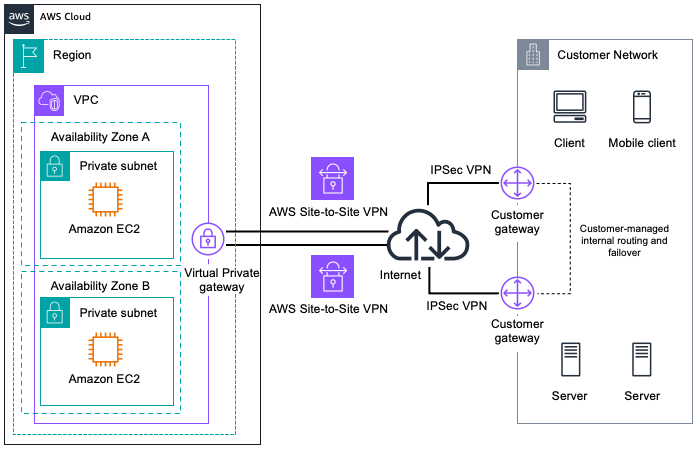 aws
AWS Cloud
Region
VPC
Availability Zone A
Private subnet
Amazon EC2
Availability Zone B
Private subnet
Amazon EC2
Virtual Private
gateway
AWS Site-to-Site VPN
AWS Site-to-Site VPN
Internet
IPSec VPN
IPSec VPN
Customer Network
Client
Mobile client
Customer
gateway
Customer-managed
internal routing and
failover
Customer
gateway
Server
Server